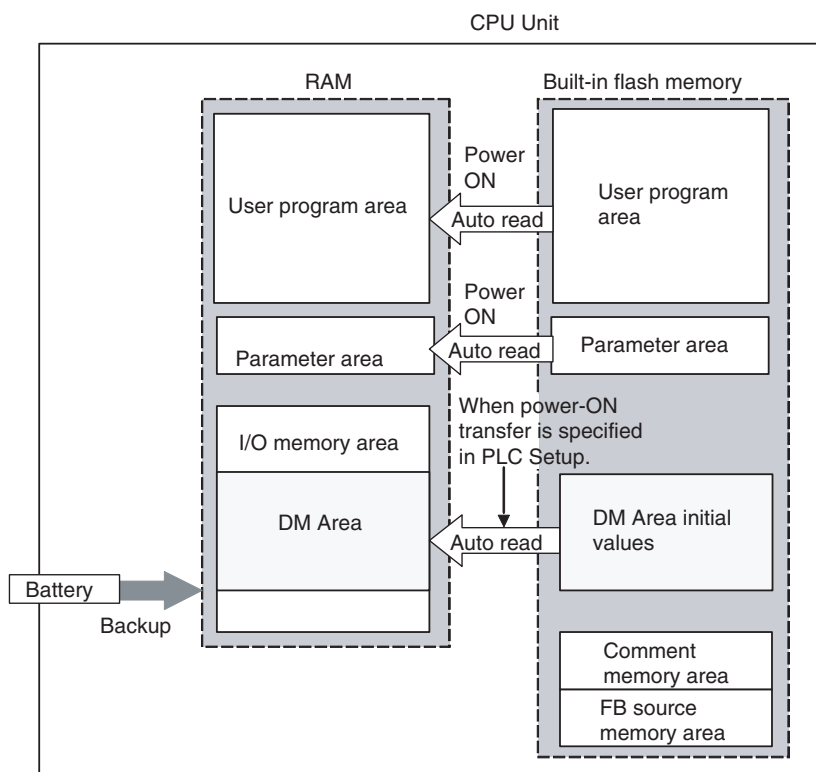 CPU Unit
RAM
Built-in flash memory
User program area
Power
ON
Auto read
User program
area
Parameter area
Power
ON
Auto read
Parameter area
I/O memory area
When power-ON
transfer is specified
in PLC Setup.
DM Area
Auto read
DM Area initial
values
Battery
Backup
Comment
memory area
FB source
memory area